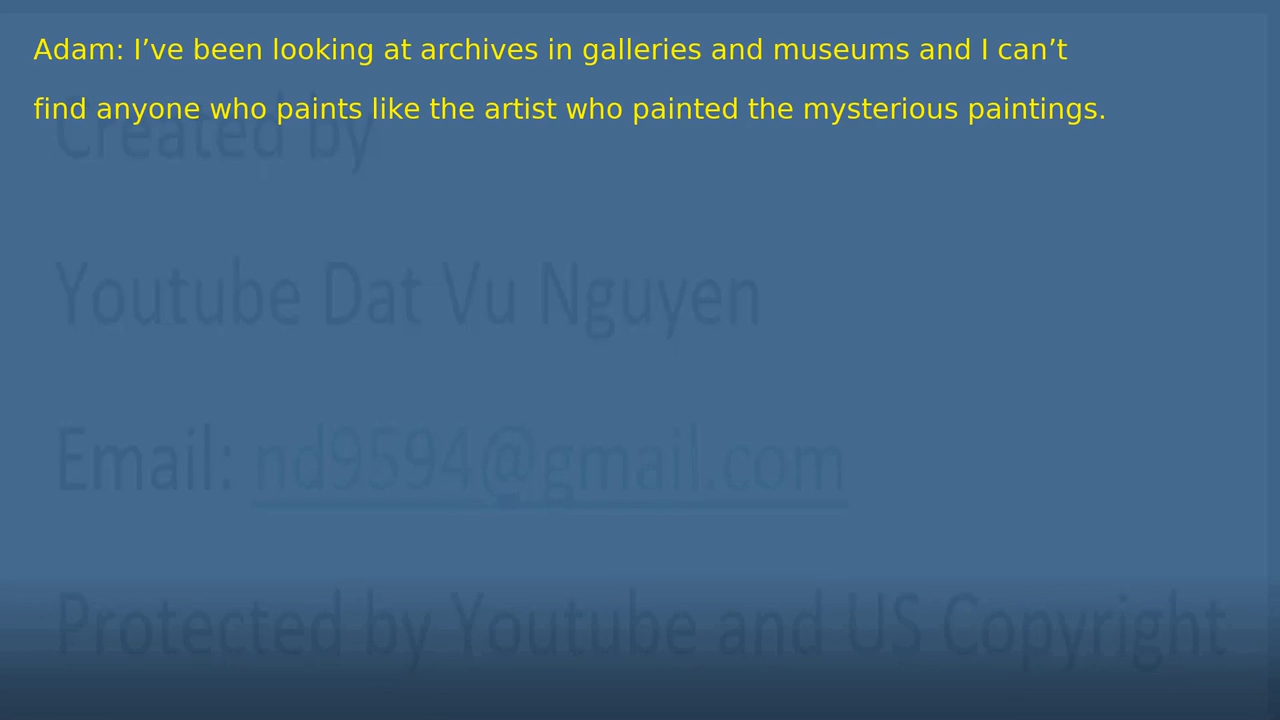 Adam: I’ve been looking at archives in galleries and museums and I can’t
find anyone who paints like the artist who painted the mysterious paintings.
Created by
Youtube Dat Vu Nguyen
Email: nd9594@gmail.com
Protected by Youtube and US Copyright